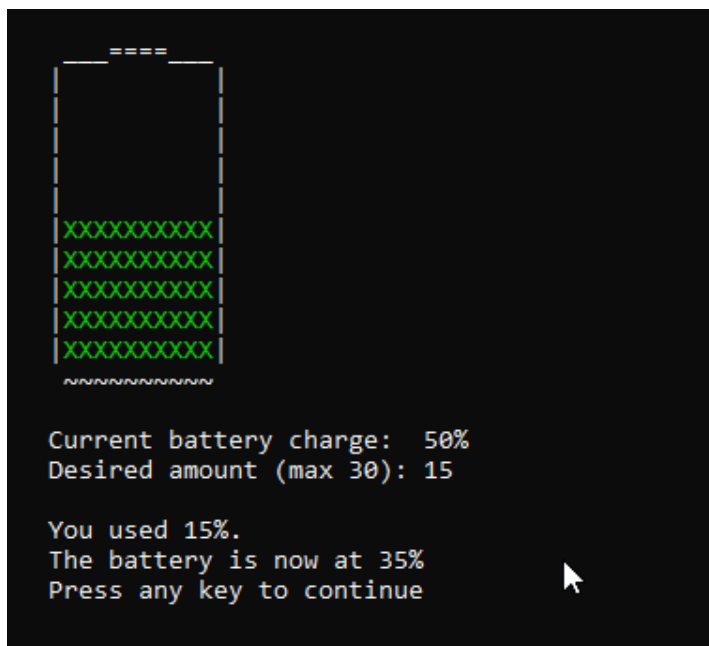 ___====___
|          |
|          |
|          |
|          |
|          |
|XXXXXXXXXX|
|XXXXXXXXXX|
|XXXXXXXXXX|
|XXXXXXXXXX|
|XXXXXXXXXX|
 ~~~~~~~~~~
Current battery charge:  50%
Desired amount (max 30): 15
You used 15%.
The battery is now at 35%
Press any key to continue